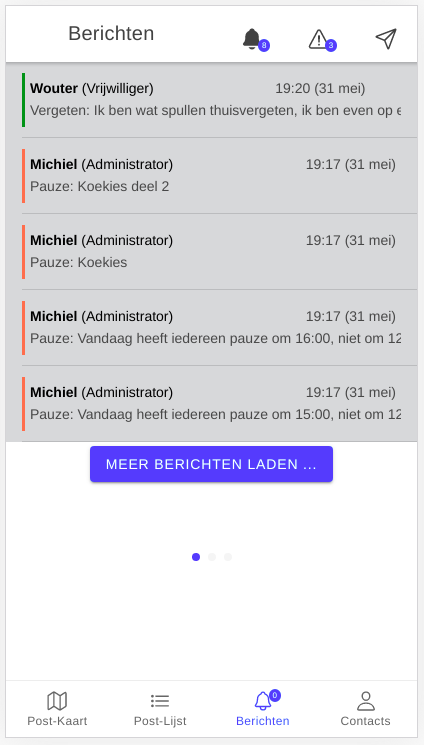 Berichten
8
3
Wouter (Vrijwilliger) 19:20 (31 mei)
Vergeten: Ik ben wat spullen thuisvergeten, ik ben even op
Michiel (Administrator) 19:17 (31 mei)
Pauze: Koekies deel 2
Michiel (Administrator) 19:17 (31 mei)
Pauze: Koekies
Michiel (Administrator) 19:17 (31 mei)
Pauze: Vandaag heeft iedereen pauze om 16:00, niet om 12
Michiel (Administrator) 19:17 (31 mei)
Pauze: Vandaag heeft iedereen pauze om 15:00, niet om 12
MEER BERICHTEN LADEN ...
0
Post-Kaart Post-Lijst Berichten Contacts